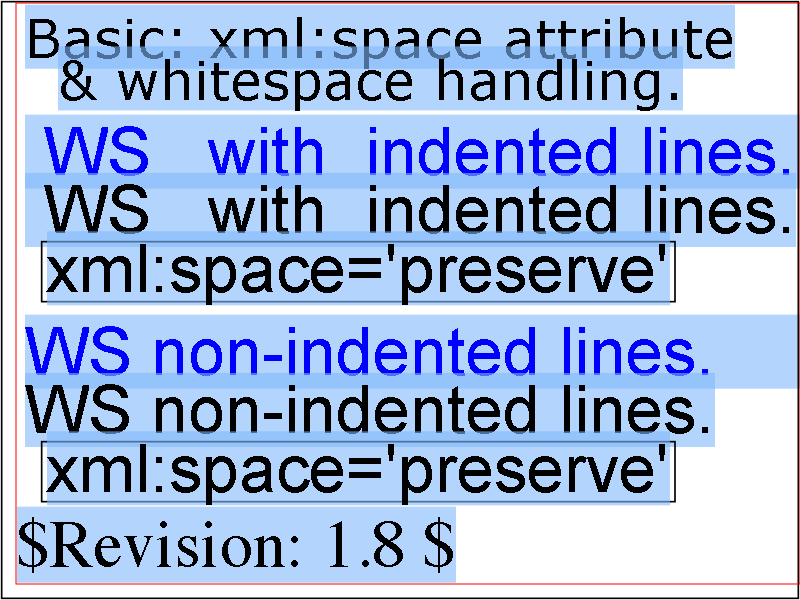 Basic: xml:space attribute
& whitespace handling.
WS   with  indented lines.
WS   with  indented lines.
xml:space='preserve'
WS non-indented lines.
WS non-indented lines.
xml:space='preserve'
$Revision: 1.8 $